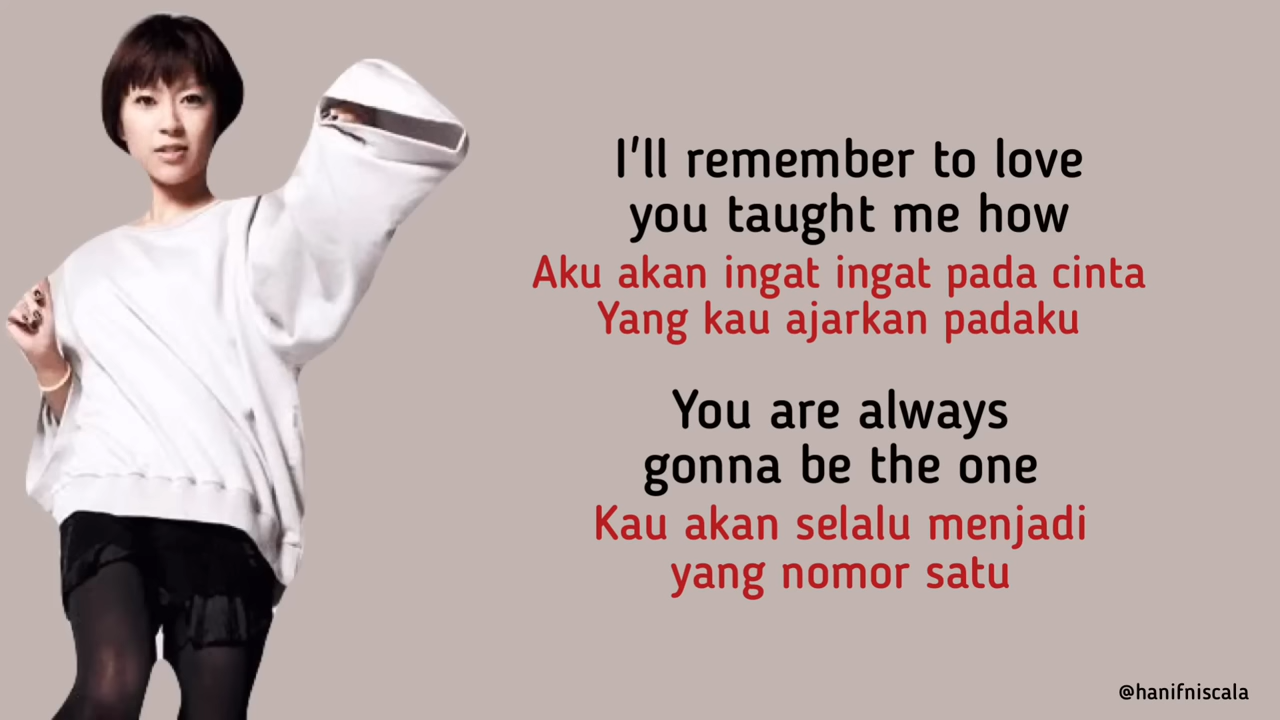 I'll remember to love
you taught me how
Aku akan ingat ingat pada cinta
Yang kau ajarkan padaku
You are always
gonna be the one
Kau akan selalu menjadi
yang nomor satu
@hanifniscala